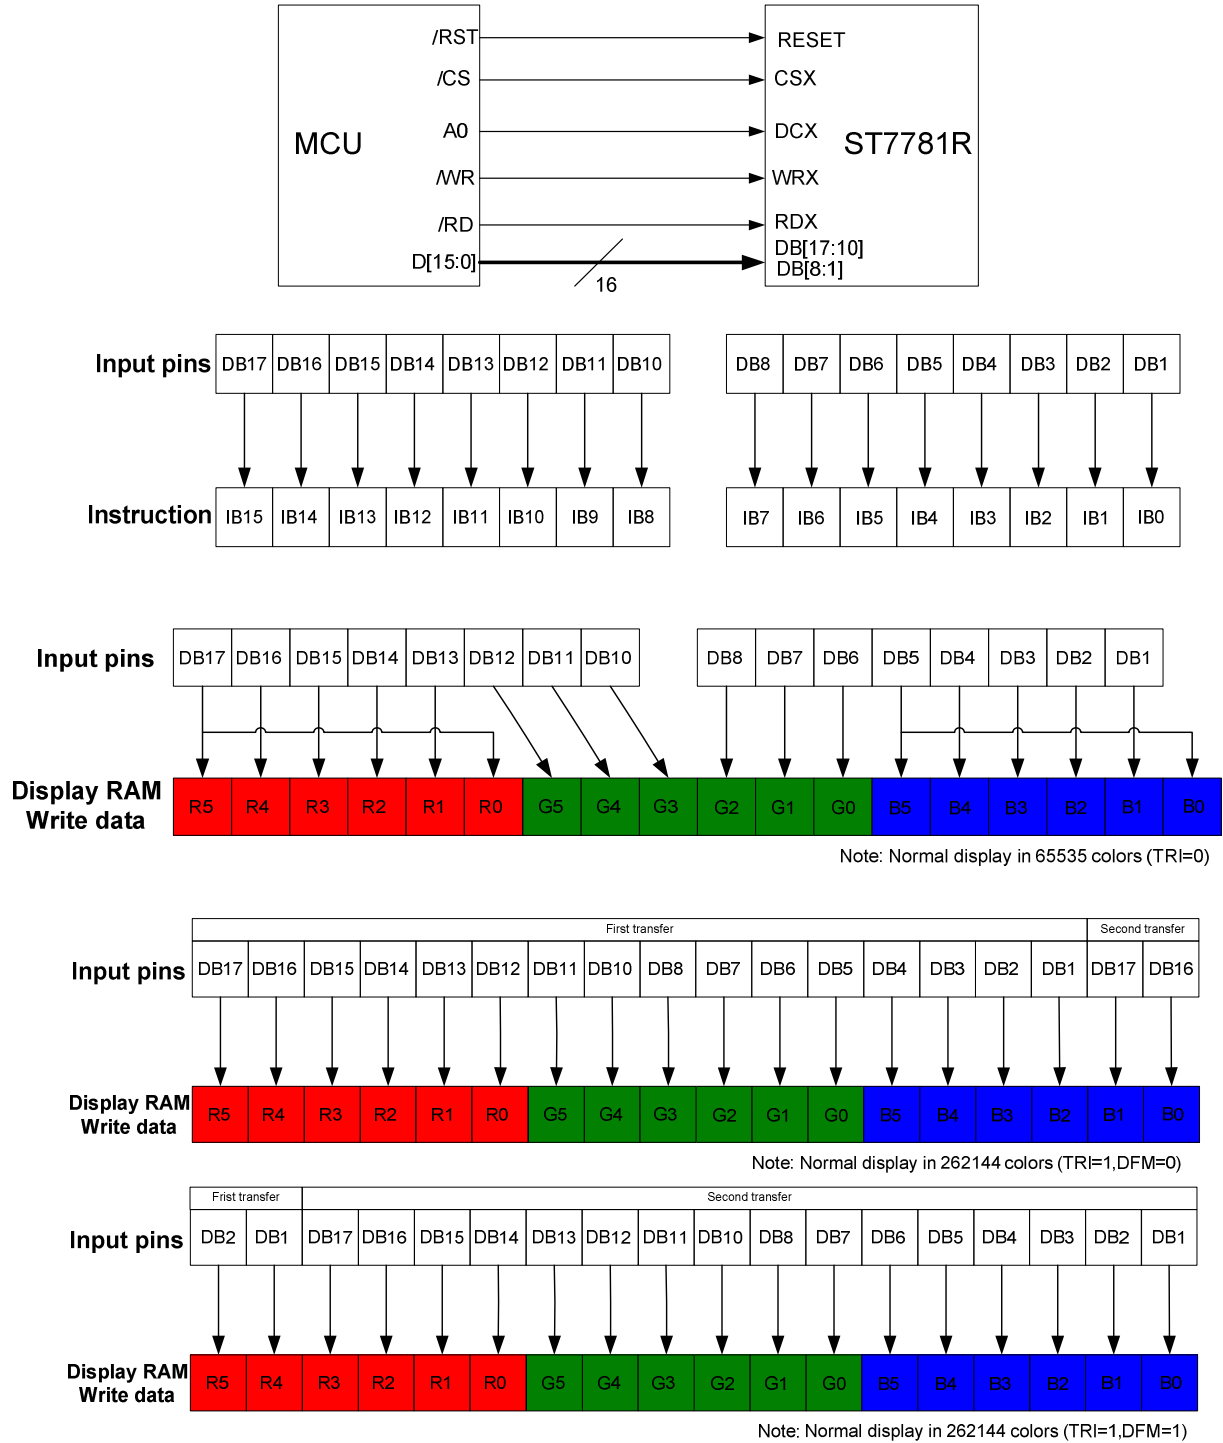 /RST RESET
/CS CSX
A0 DCX
MCU ST7781R
/WR WRX
/RD RDX
D[15:0] DB[17:10]
DB[8:1]
16
Input pins DB17 DB16 DB15 DB14 DB13 DB12 DB11 DB10 DB8 DB7 DB6 DB5 DB4 DB3 DB2 DB1
Instruction IB15 IB14 IB13 IB12 IB11 IB10 IB9 IB8 IB7 IB6 IB5 IB4 IB3 IB2 IB1 IB0
Input pins DB17 DB16 DB15 DB14 DB13 DB12 DB11 DB10 DB8 DB7 DB6 DB5 DB4 DB3 DB2 DB1
Display RAM
Write data
R5 R4 R3 R2 R1 R0 G5 G4 G3 G2 G1 G0 B5 B4 B3 B2 B1 B0
Note: Normal display in 65535 colors (TRI=0)
First transfer Second transfer
Input pins DB17 DB16 DB15 DB14 DB13 DB12 DB11 DB10 DB8 DB7 DB6 DB5 DB4 DB3 DB2 DB1 DB17 DB16
Display RAM
Write data
R5 R4 R3 R2 R1 R0 G5 G4 G3 G2 G1 G0 B5 B4 B3 B2 B1 B0
Note: Normal display in 262144 colors (TRI=1,DFM=0)
Frist transfer Second transfer
Input pins DB2 DB1 DB17 DB16 DB15 DB14 DB13 DB12 DB11 DB10 DB8 DB7 DB6 DB5 DB4 DB3 DB2 DB1
Display RAM
Write data
R5 R4 R3 R2 R1 R0 G5 G4 G3 G2 G1 G0 B5 B4 B3 B2 B1 B0
Note: Normal display in 262144 colors (TRI=1,DFM=1)